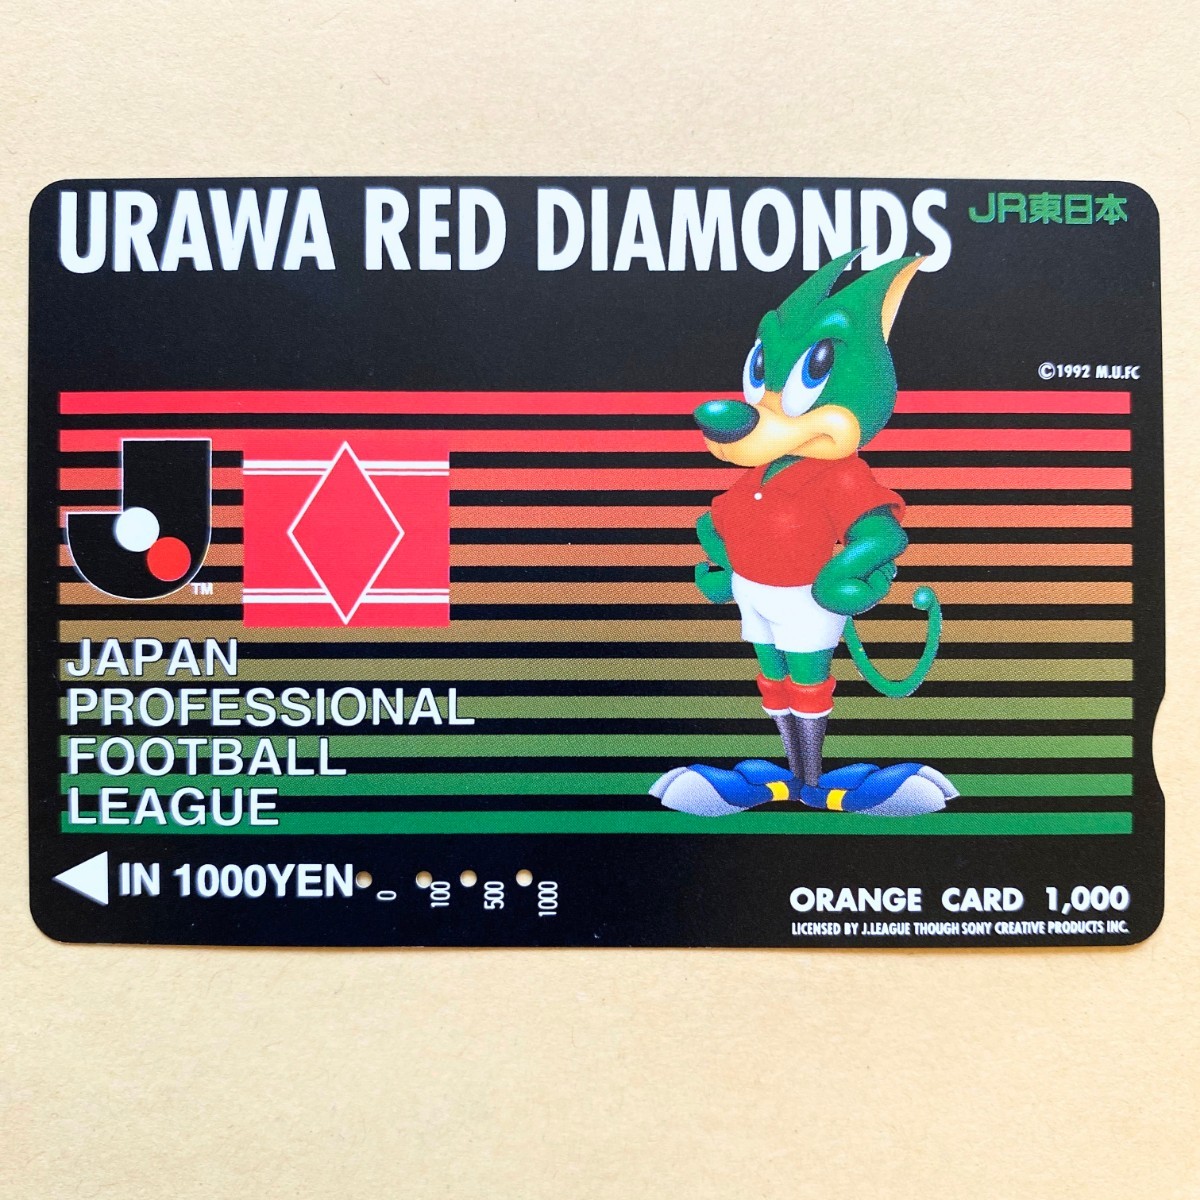 URAWA RED DIAMONDS
JR東日本
©1992 M.U.FC
TM
JAPAN
PROFESSIONAL
FOOTBALL
LEAGUE
IN 1000YEN
0 100 500 1000
ORANGE CARD 1,000
LICENSED BY J.LEAGUE THOUGH SONY CREATIVE PRODUCTS INC.